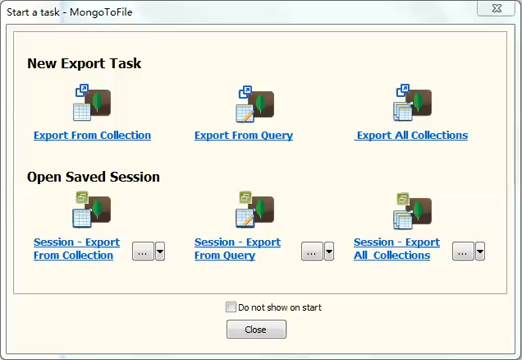 Start a task - MongoToFile
New Export Task
Export From Collection
Export From Query
Export All Collections
Open Saved Session
Session - Export
From Collection
...
Session - Export
From Query
...
Session - Export
All Collections
...
Do not show on start
Close